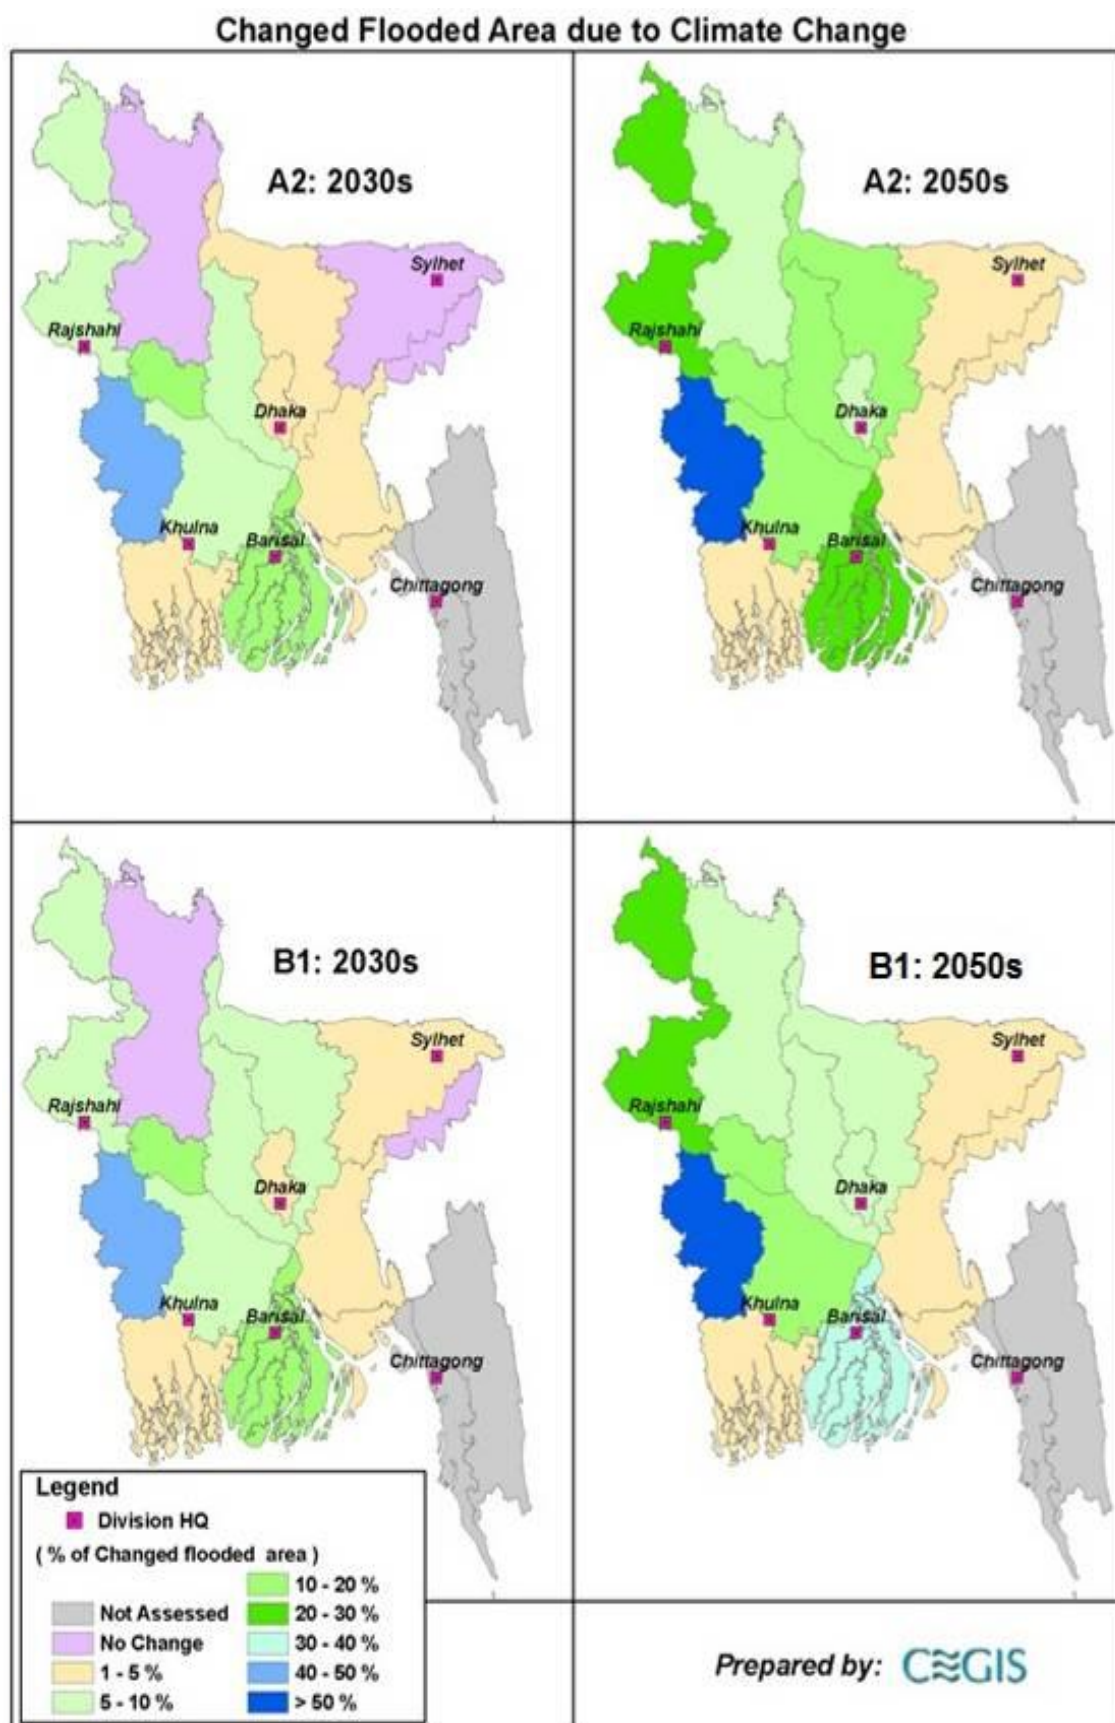 Changed Flooded Area due to Climate Change
A2: 2030s
Sylhet
Rajshahi
Dhaka
Khulna
Barisal
Chittagong
A2: 2050s
Sylhet
Rajshahi
Dhaka
Khulna
Barisal
Chittagong
B1: 2030s
Sylhet
Rajshahi
Dhaka
Khulna
Barisal
Chittagong
B1: 2050s
Sylhet
Rajshahi
Dhaka
Khulna
Barisal
Chittagong
Legend
Division HQ
( % of Changed flooded area )
Not Assessed
No Change
1 - 5 %
5 - 10 %
10 - 20 %
20 - 30 %
30 - 40 %
40 - 50 %
> 50 %
Prepared by: CEGIS